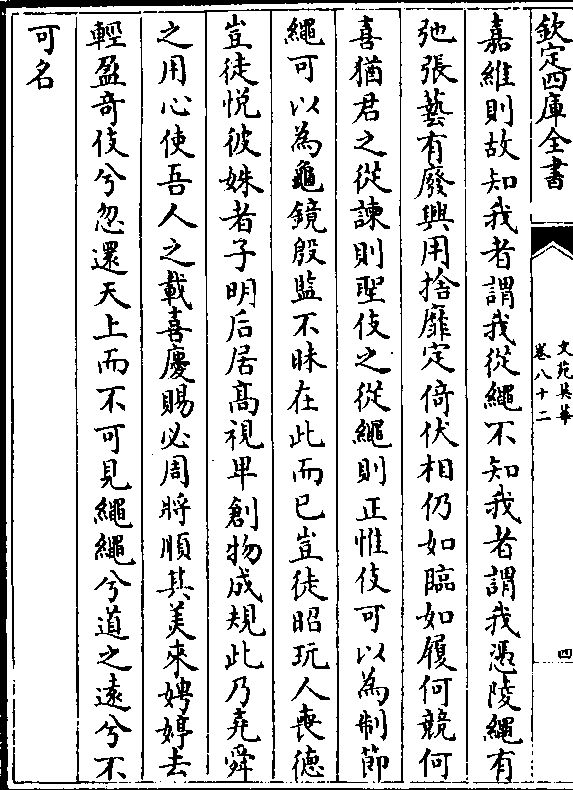 欽定四庫全書
文苑英華
卷八十二
四
嘉維則故知我者謂我從繩不知我者謂我憑陵繩有
弛張藝有廢興用捨靡定倚伏相仍如臨如履何競何
喜猶君之從諫則聖伎之從繩則正惟伎可以為制節
繩可以為龜鏡殷監不昧在此而已豈徒昭玩人喪德
豈徒悦彼姝者子明后居高視卑創物成規此乃堯舜
之用心使吾人之載喜慶賜必周將順其美來娉婷去
輕盈奇伎兮忽還天上而不可見繩繩兮道之遠兮不
可名